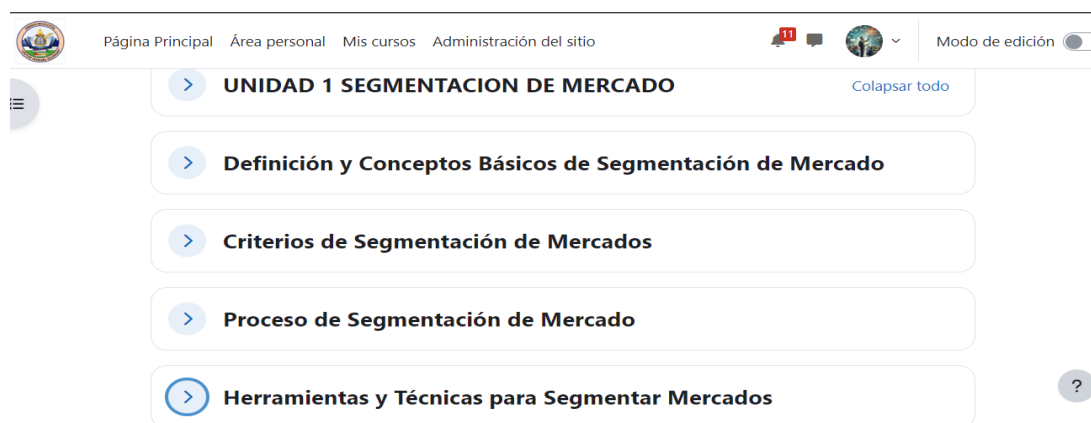 Página Principal Área personal Mis cursos Administración del sitio 11 Modo de edición
UNIDAD 1 SEGMENTACION DE MERCADO Colapsar todo
Definición y Conceptos Básicos de Segmentación de Mercado
Criterios de Segmentación de Mercados
Proceso de Segmentación de Mercado
Herramientas y Técnicas para Segmentar Mercados
?